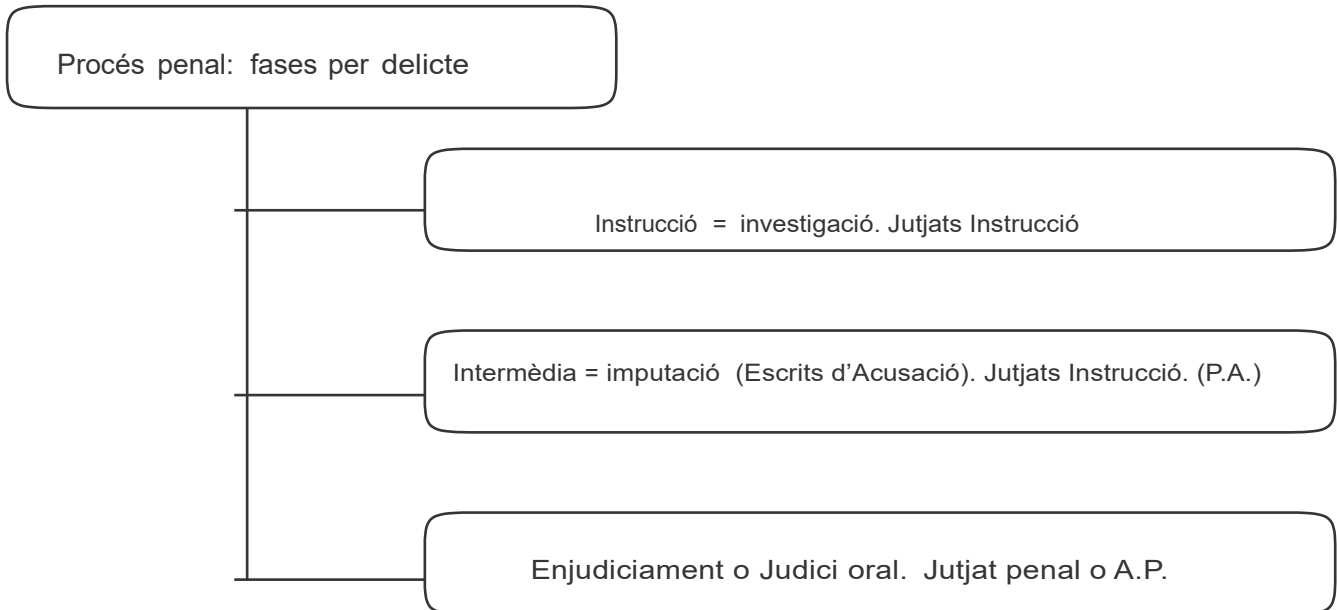 Procés penal: fases per delicte
Instrucció = investigació. Jutjats Instrucció
Intermèdia = imputació (Escrits d’Acusació). Jutjats Instrucció. (P.A.)
Enjudiciament o Judici oral. Jutjat penal o A.P.